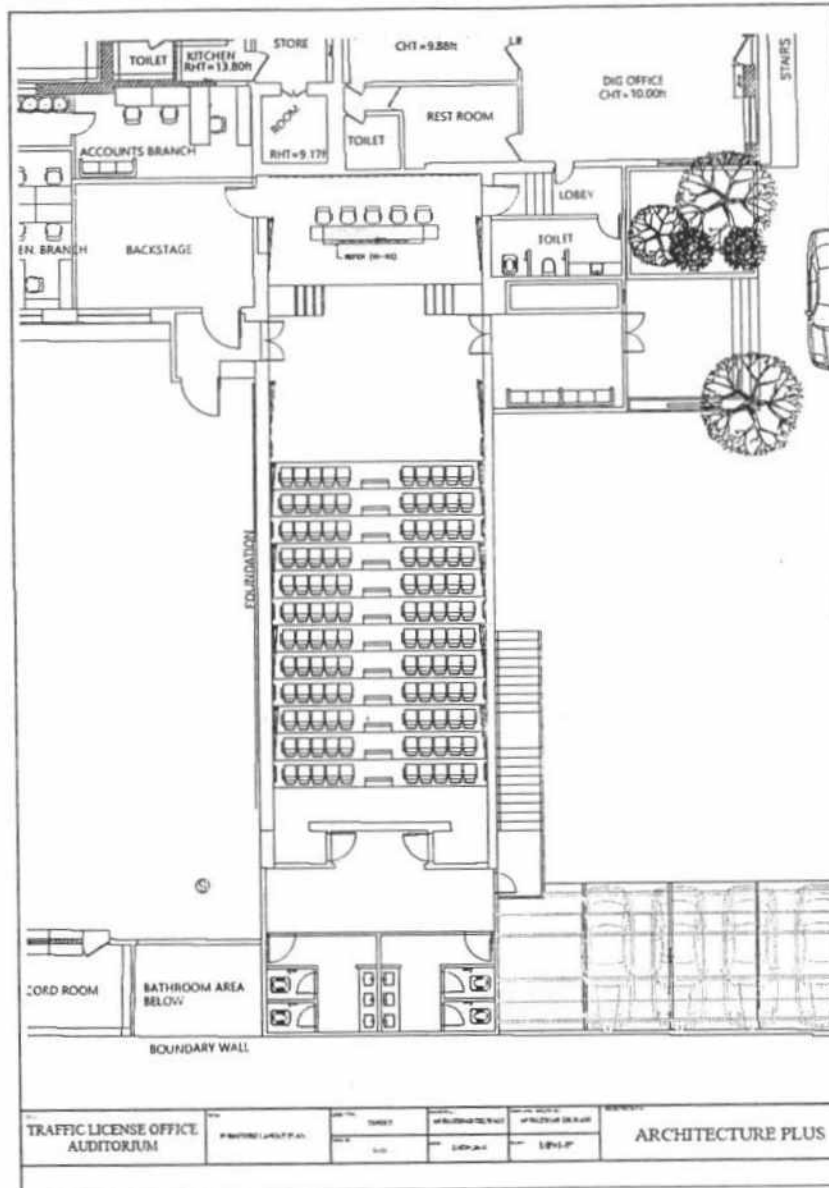 STORE
CHT=9.88ft
TOILET
KITCHEN
RHT=13.80ft
DIG OFFICE
CHT=10.00ft
STAIRS
ROOM
RHT=9.17ft
REST ROOM
TOILET
ACCOUNTS BRANCH
LOBBY
TOILET
EN. BRANCH
BACKSTAGE
FOUNDATION
S
CORD ROOM
BATHROOM AREA
BELOW
BOUNDARY WALL
TRAFFIC LICENSE OFFICE
AUDITORIUM
ARCHITECTURE PLUS